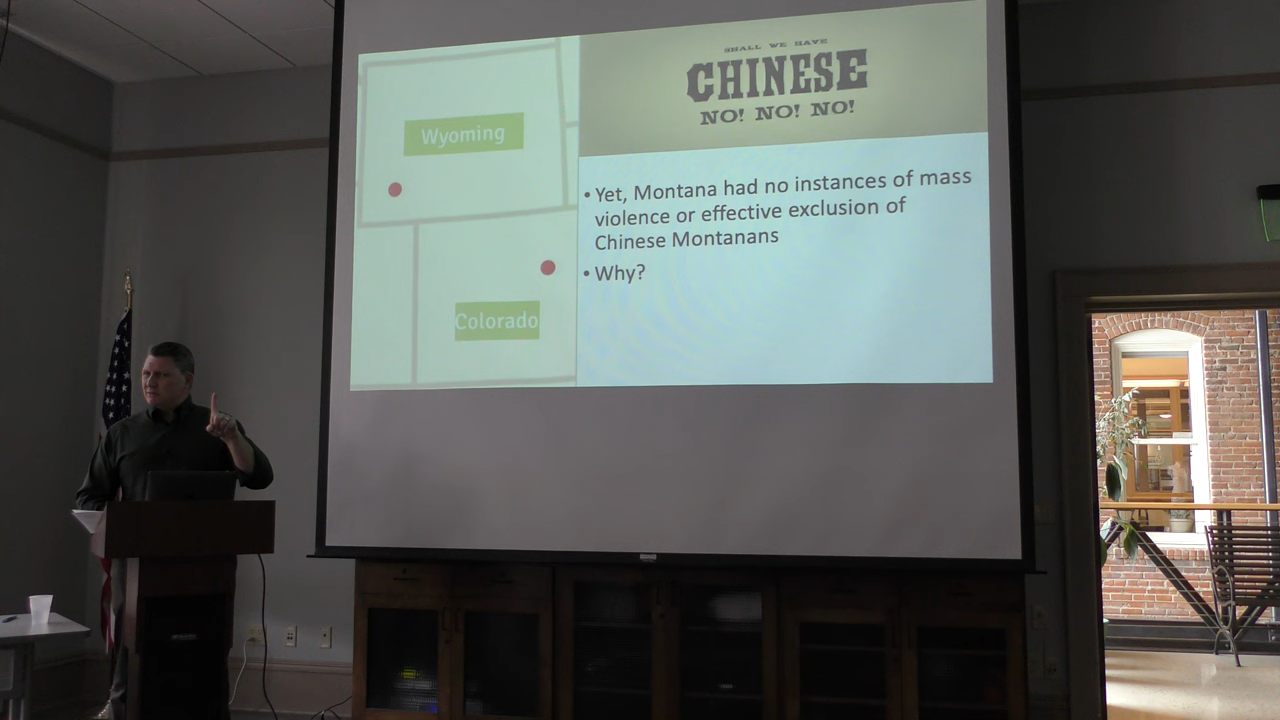 Wyoming
Colorado
SHALL WE HAVE
CHINESE
NO! NO! NO!
• Yet, Montana had no instances of mass
violence or effective exclusion of
Chinese Montanans
• Why?